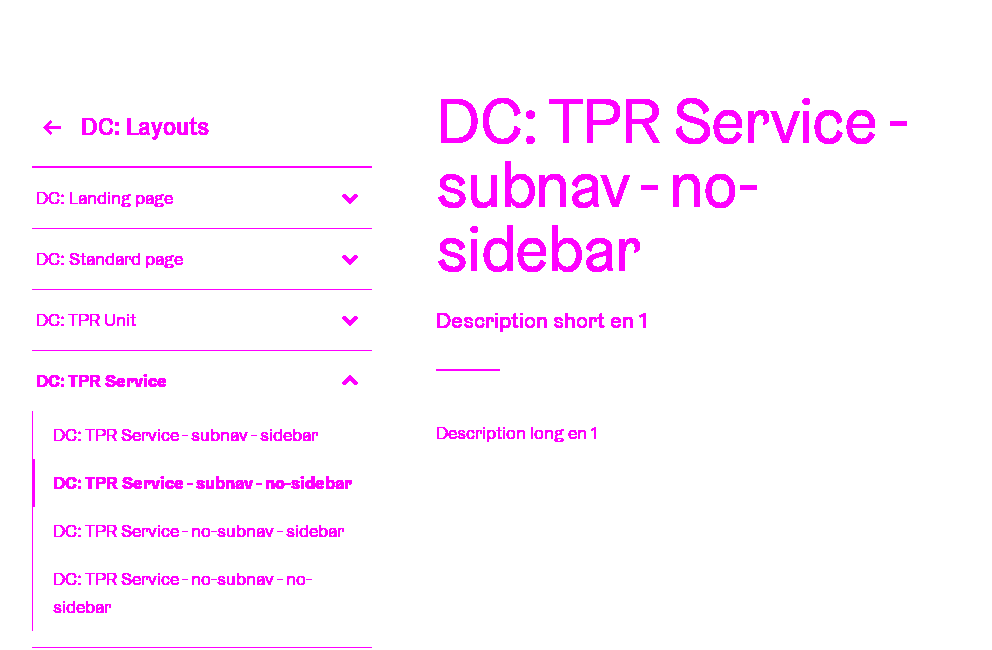 DC: Layouts
DC: Landing page
DC: Standard page
DC: TPR Unit
DC: TPR Service
DC: TPR Service - subnav - sidebar
DC: TPR Service - subnav - no-sidebar
DC: TPR Service - no-subnav - sidebar
DC: TPR Service - no-subnav - no-
sidebar
DC: TPR Service -
subnav - no-
sidebar
Description short en 1
Description long en 1